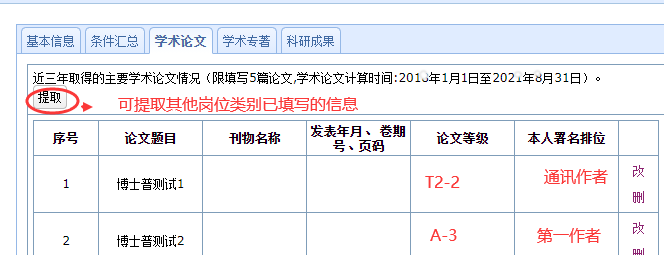 基本信息 条件汇总 学术论文 学术专著 科研成果
近三年取得的主要学术论文情况（限填写5篇论文,学术论文计算时间:2018年1月1日至2021年8月31日）。
提取 可提取其他岗位类别已填写的信息
序号 论文题目 刊物名称 发表年月、卷期号、页码 论文等级 本人署名排位
1 博士普测试1 T2-2 通讯作者 改
删
2 博士普测试2 A-3 第一作者 改
删